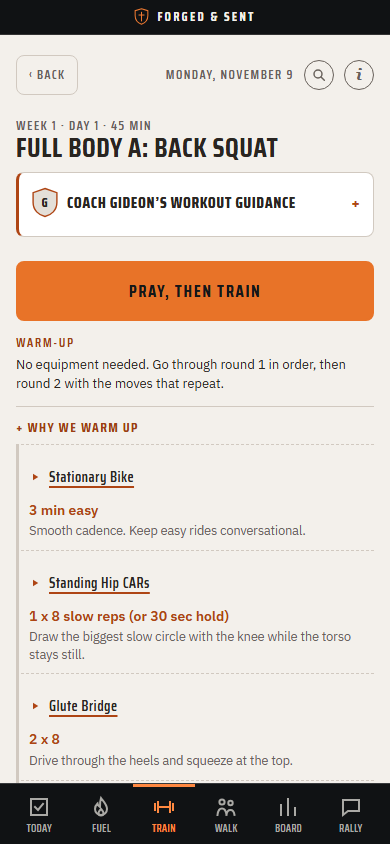 FORGED & SENT
‹ BACK
MONDAY, NOVEMBER 9
i
WEEK 1 · DAY 1 · 45 MIN
FULL BODY A: BACK SQUAT
G
COACH GIDEON'S WORKOUT GUIDANCE
+
PRAY, THEN TRAIN
WARM-UP
No equipment needed. Go through round 1 in order, then
round 2 with the moves that repeat.
+ WHY WE WARM UP
Stationary Bike
3 min easy
Smooth cadence. Keep easy rides conversational.
Standing Hip CARs
1 x 8 slow reps (or 30 sec hold)
Draw the biggest slow circle with the knee while the torso
stays still.
Glute Bridge
2 x 8
Drive through the heels and squeeze at the top.
TODAY
FUEL
TRAIN
WALK
BOARD
RALLY